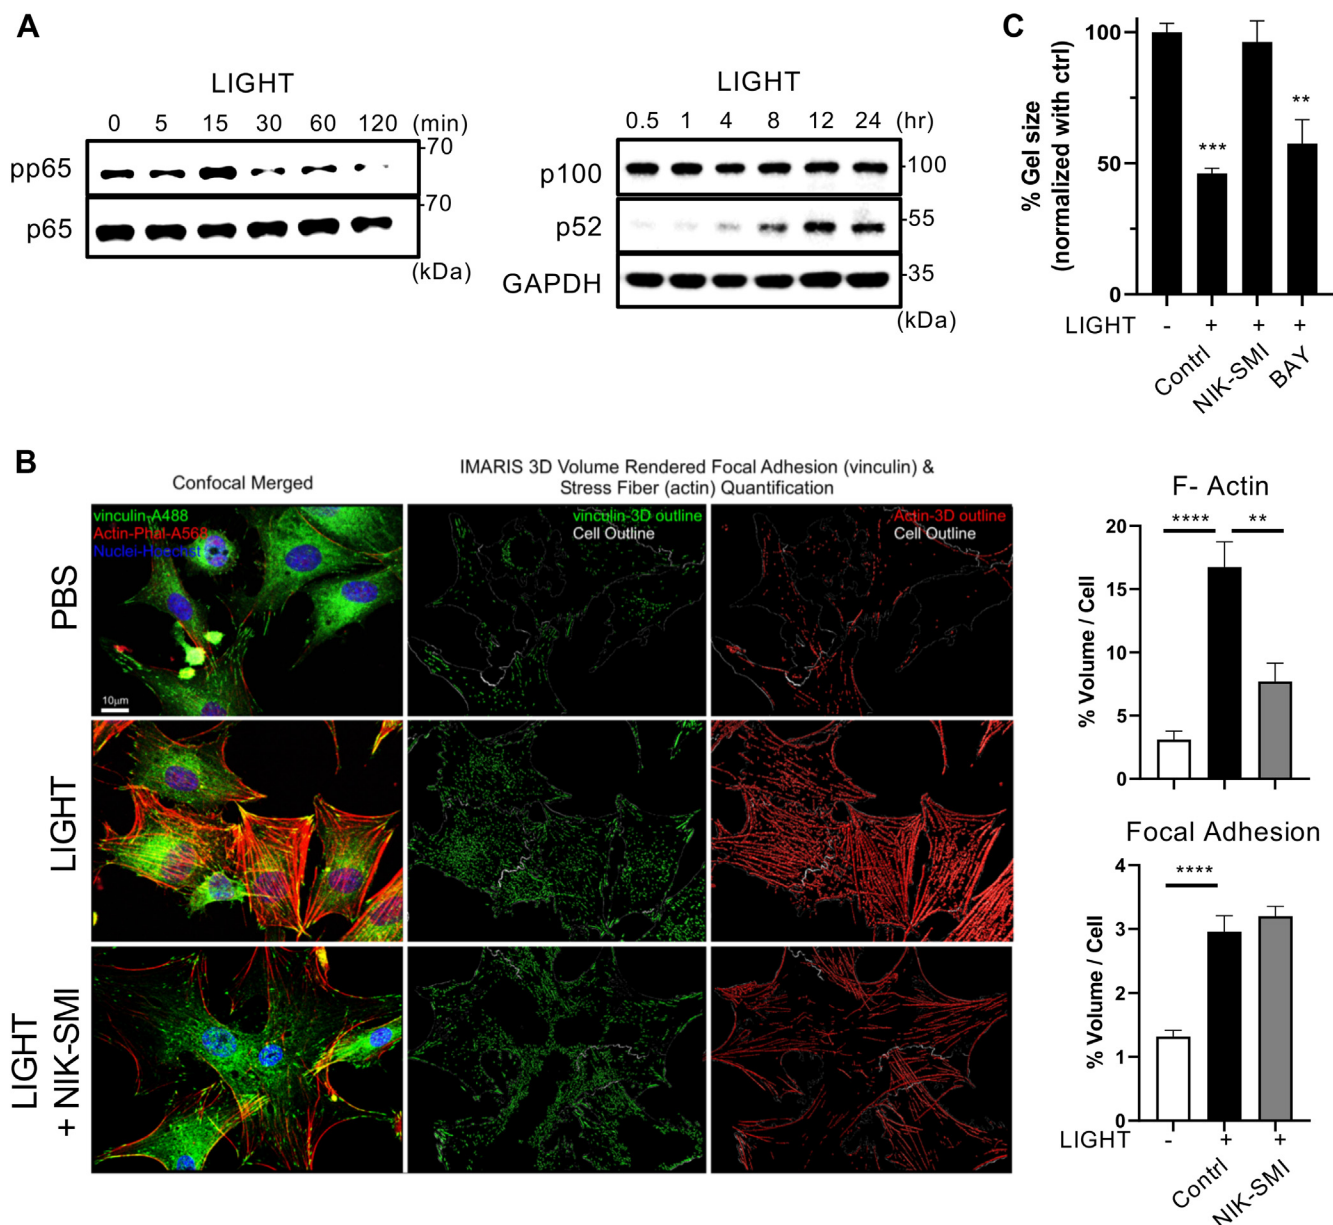 A
LIGHT
0 5 15 30 60 120 (min)
pp65
-70
p65
-70
(kDa)
LIGHT
0.5 1 4 8 12 24 (hr)
p100
-100
p52
-55
GAPDH
-35
(kDa)
C
% Gel size
(normalized with ctrl)
100
50
0
LIGHT - + + +
*** **
Contrl
NIK-SMI
BAY
B
Confocal Merged
IMARIS 3D Volume Rendered Focal Adhesion (vinculin) &
Stress Fiber (actin) Quantification
PBS
vinculin-A488
Actin-Phal-A568
Nuclei-Hoechst
10µm
vinculin-3D outline
Cell Outline
Actin-3D outline
Cell Outline
LIGHT
LIGHT
+ NIK-SMI
F- Actin
% Volume / Cell
20
15
10
5
0
**** **
Focal Adhesion
% Volume / Cell
4
3
2
1
0
****
LIGHT - + +
Contrl
NIK-SMI